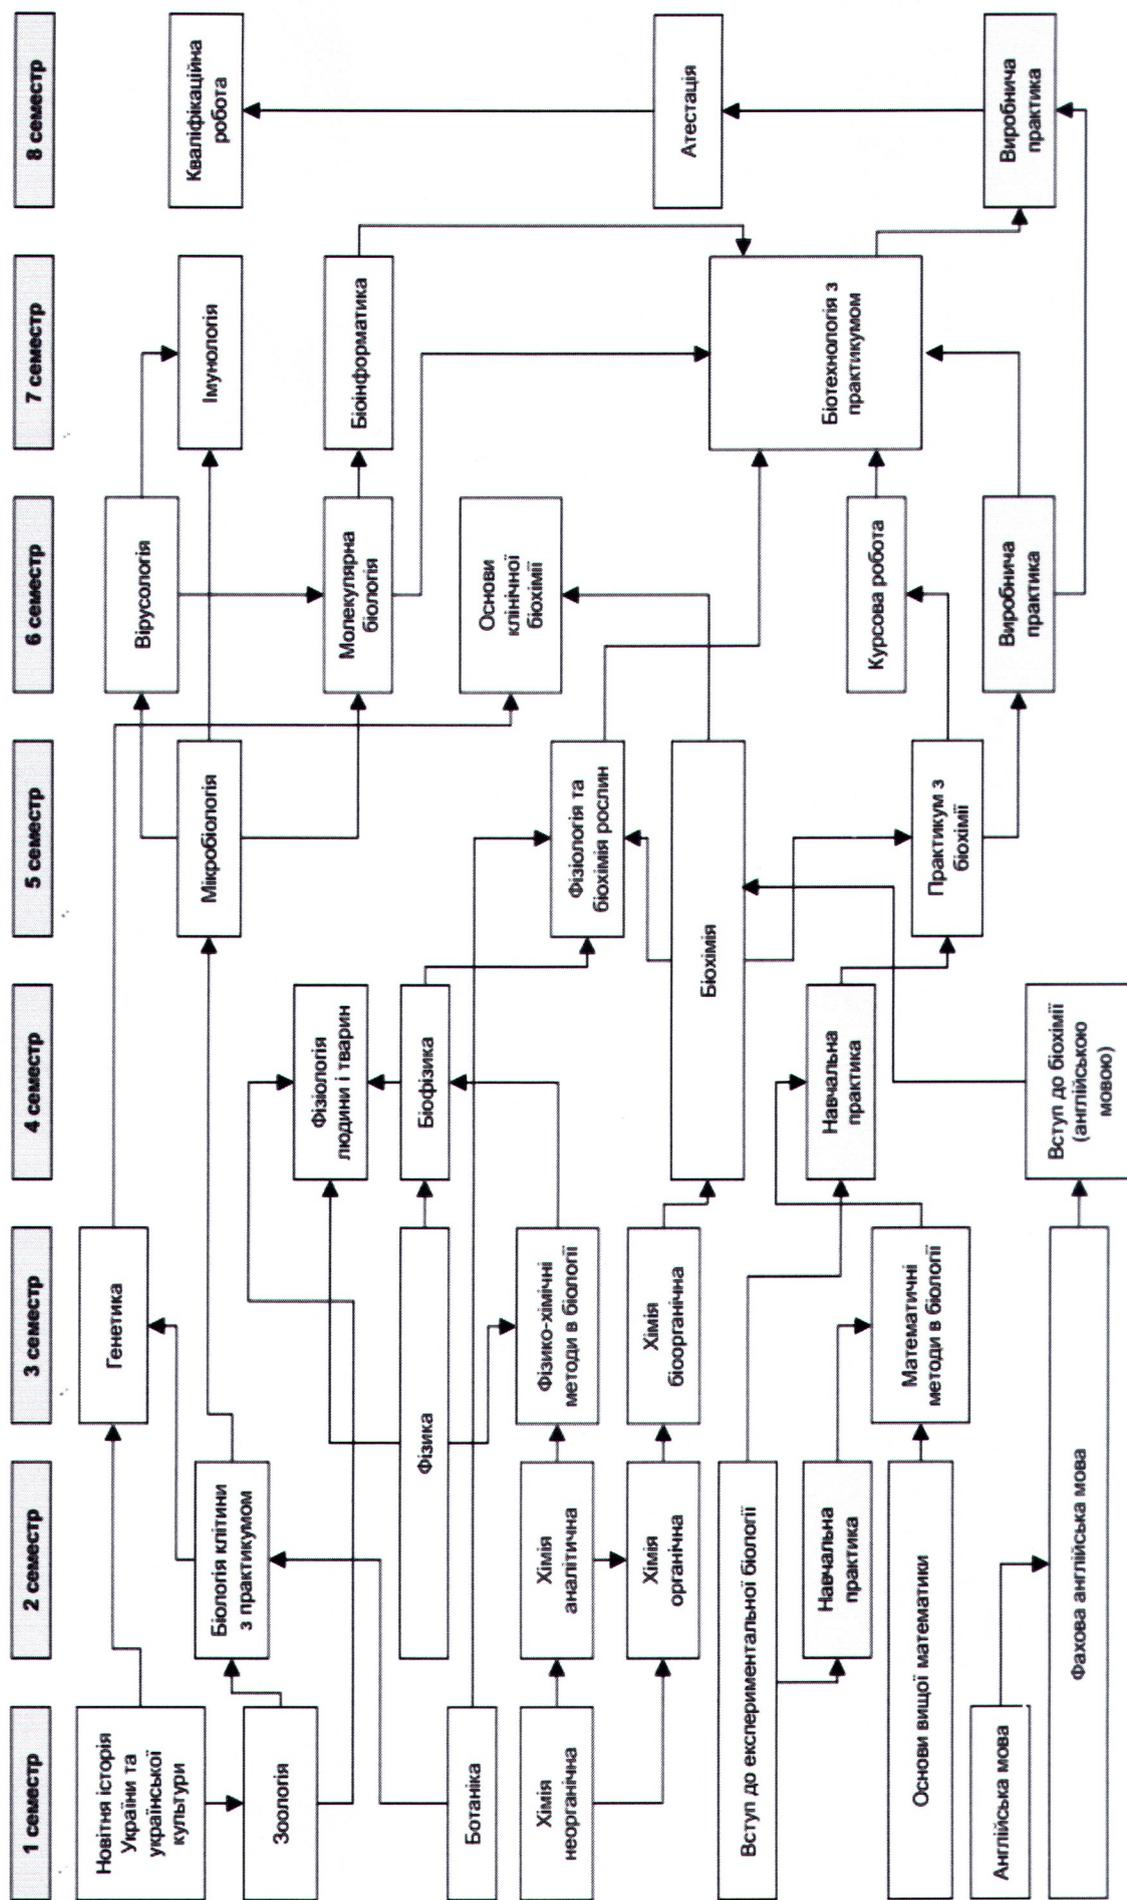 1 семестр
2 семестр
3 семестр
4 семестр
5 семестр
6 семестр
7 семестр
8 семестр
Новітня історія
України та
української
культури
Зоологія
Ботаніка
Хімія
неорганічна
Вступ до експериментальної біології
Основи вищої математики
Англійська мова
Фахова англійська мова
Біологія клітини
з практикумом
Фізика
Хімія
аналітична
Хімія
органічна
Навчальна
практика
Генетика
Фізико-хімічні
методи в біології
Хімія
біоорганічна
Математичні
методи в біології
Фізіологія
людини і тварин
Біофізика
Біохімія
Навчальна
практика
Вступ до біохімії
(англійською
мовою)
Мікробіологія
Фізіологія та
біохімія рослин
Практикум з
біохімії
Вірусологія
Молекулярна
біологія
Основи
клінічної
біохімії
Курсова робота
Виробнича
практика
Імунологія
Біоінформатика
Біотехнологія з
практикумом
Кваліфікаційна
робота
Атестація
Виробнича
практика